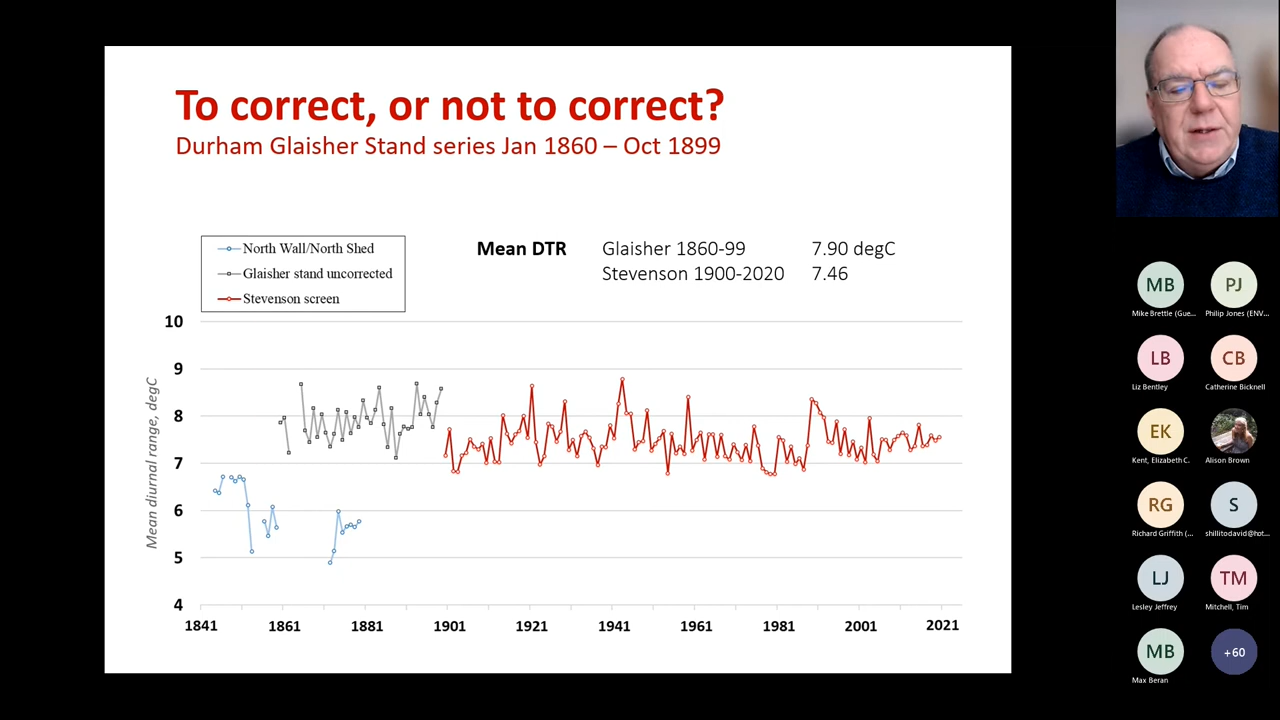 To correct, or not to correct?
Durham Glaisher Stand series Jan 1860 – Oct 1899
North Wall/North Shed
Glaisher stand uncorrected
Stevenson screen
Mean DTR Glaisher 1860-99 7.90 degC
Stevenson 1900-2020 7.46
10
9
8
7
6
5
4
Mean diurnal range, degC
1841 1861 1881 1901 1921 1941 1961 1981 2001 2021
MB PJ
Mike Brettle (Gue... Philip Jones (ENV...
LB CB
Liz Bentley Catherine Bicknell
EK
Kent, Elizabeth C. Alison Brown
RG S
Richard Griffith (... shillitodavid@hot...
LJ TM
Lesley Jeffrey Mitchell, Tim
MB +60
Max Beran